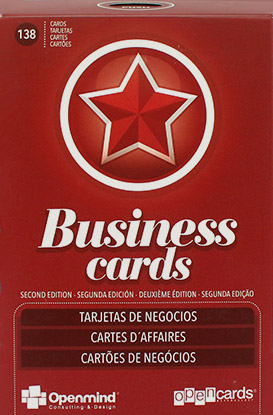 PUSH
138
CARDS
TARJETAS
CARTES
CARTÕES
Business
cards
SECOND EDITION · SEGUNDA EDICIÓN · DEUXIÈME ÉDITION · SEGUNDA EDIÇÃO
TARJETAS DE NEGOCIOS
CARTES D´AFFAIRES
CARTÕES DE NEGÓCIOS
Openmind
Consulting & Design
opencards